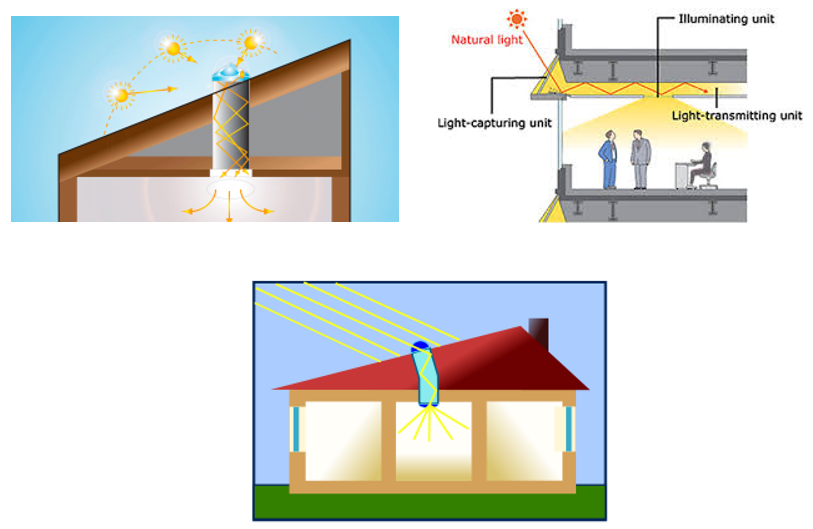 Illuminating unit
Natural light
Light-capturing unit
Light-transmitting unit